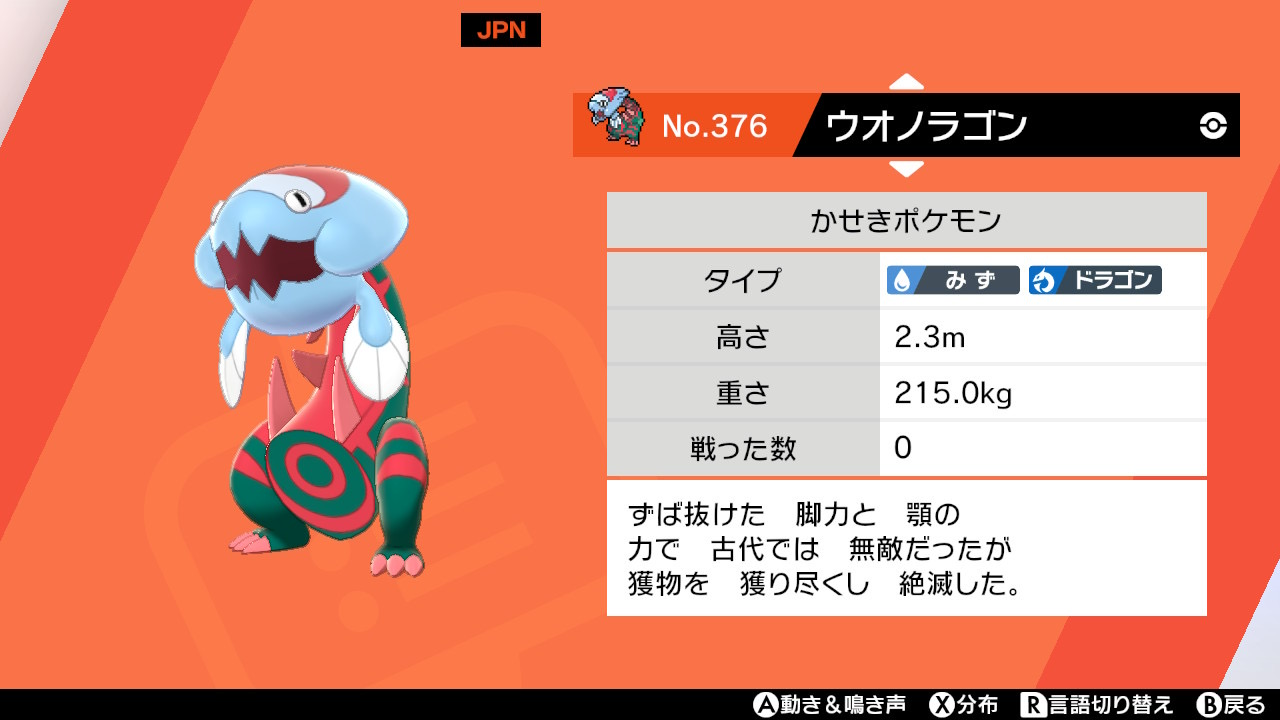 JPN
No.376 ウオノラゴン
かせきポケモン
タイプ みず ドラゴン
高さ 2.3m
重さ 215.0kg
戦った数 0
ずば抜けた　脚力と　顎の
力で　古代では　無敵だったが
獲物を　獲り尽くし　絶滅した。
A動き＆鳴き声 X分布 R言語切り替え B戻る